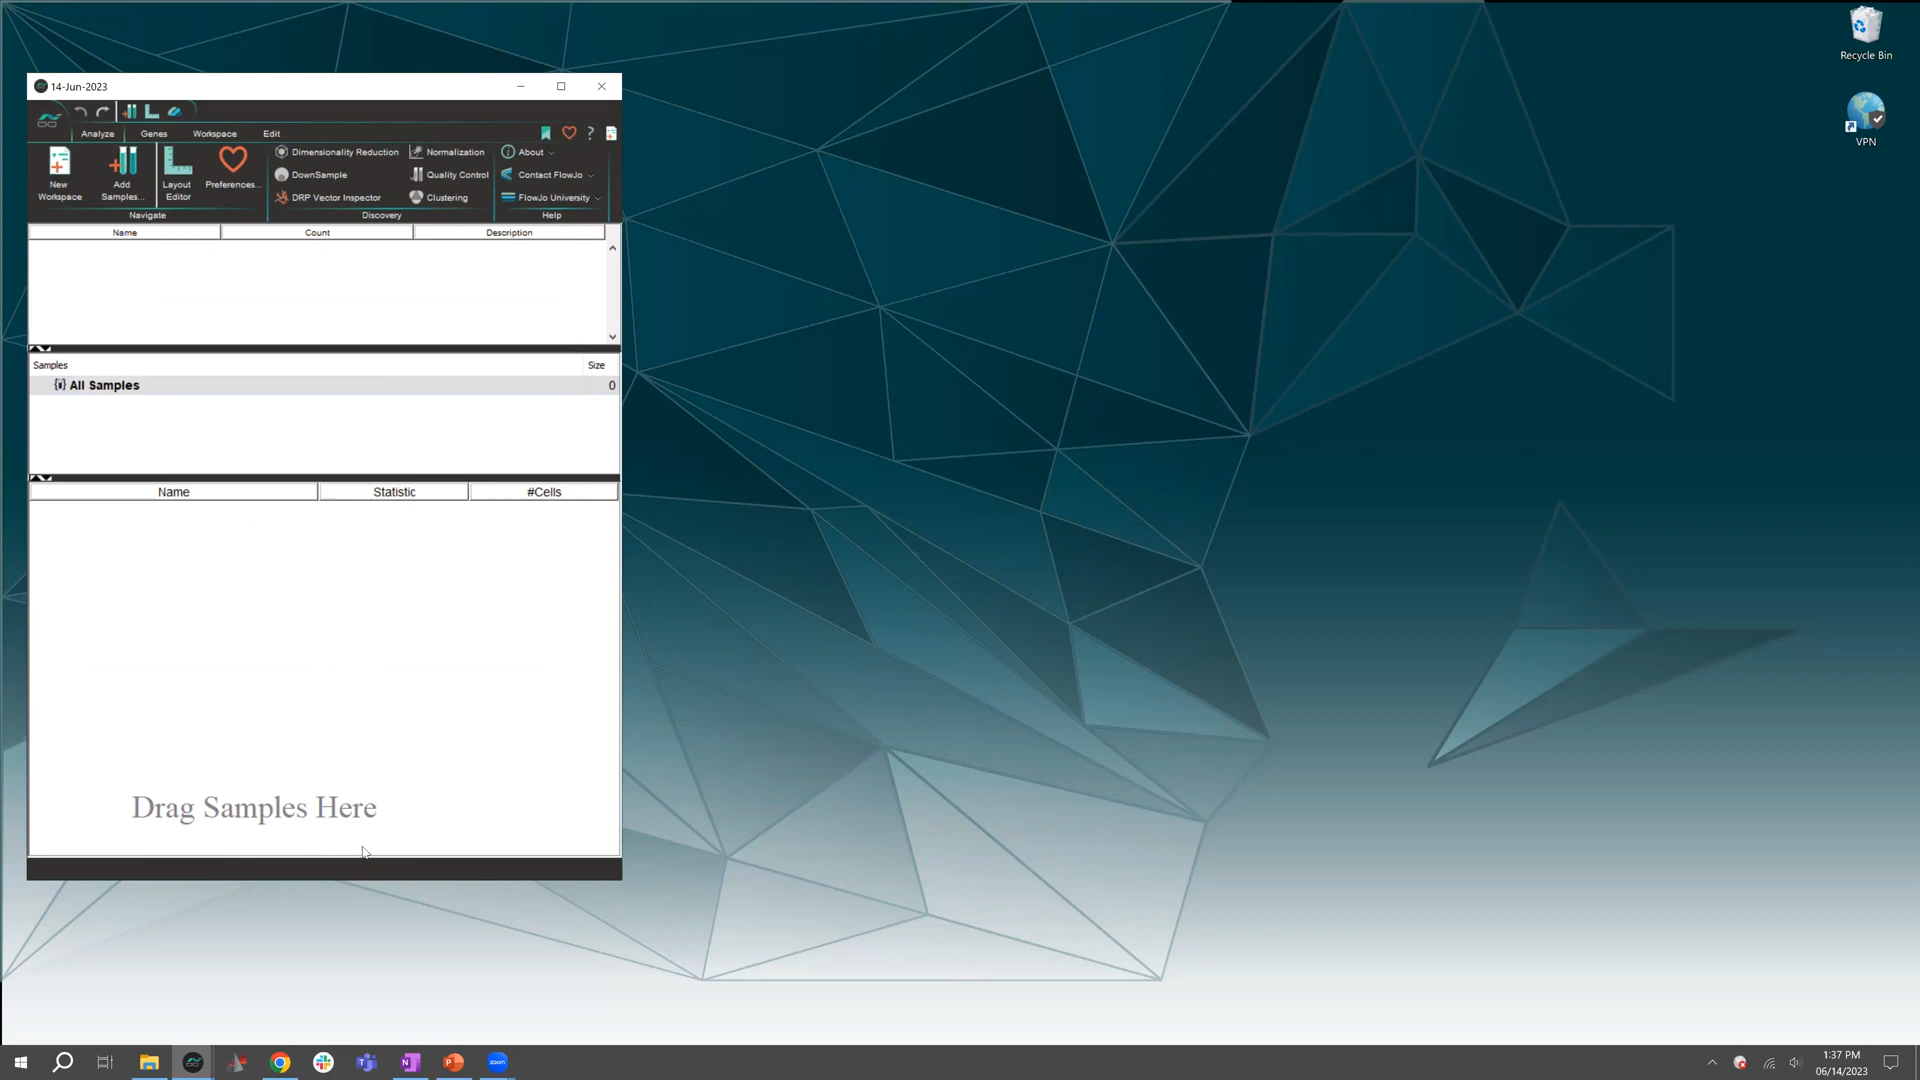 Recycle Bin
VPN
14-Jun-2023
Analyze
Genes
Workspace
Edit
New Workspace
Add Samples...
Layout Editor
Preferences...
Dimensionality Reduction
DownSample
DRP Vector Inspector
Normalization
Quality Control
Clustering
About
Contact FlowJo
FlowJo University
Navigate
Discovery
Help
Name
Count
Description
Samples
Size
All Samples
0
Name
Statistic
#Cells
Drag Samples Here
zoom
1:37 PM
06/14/2023